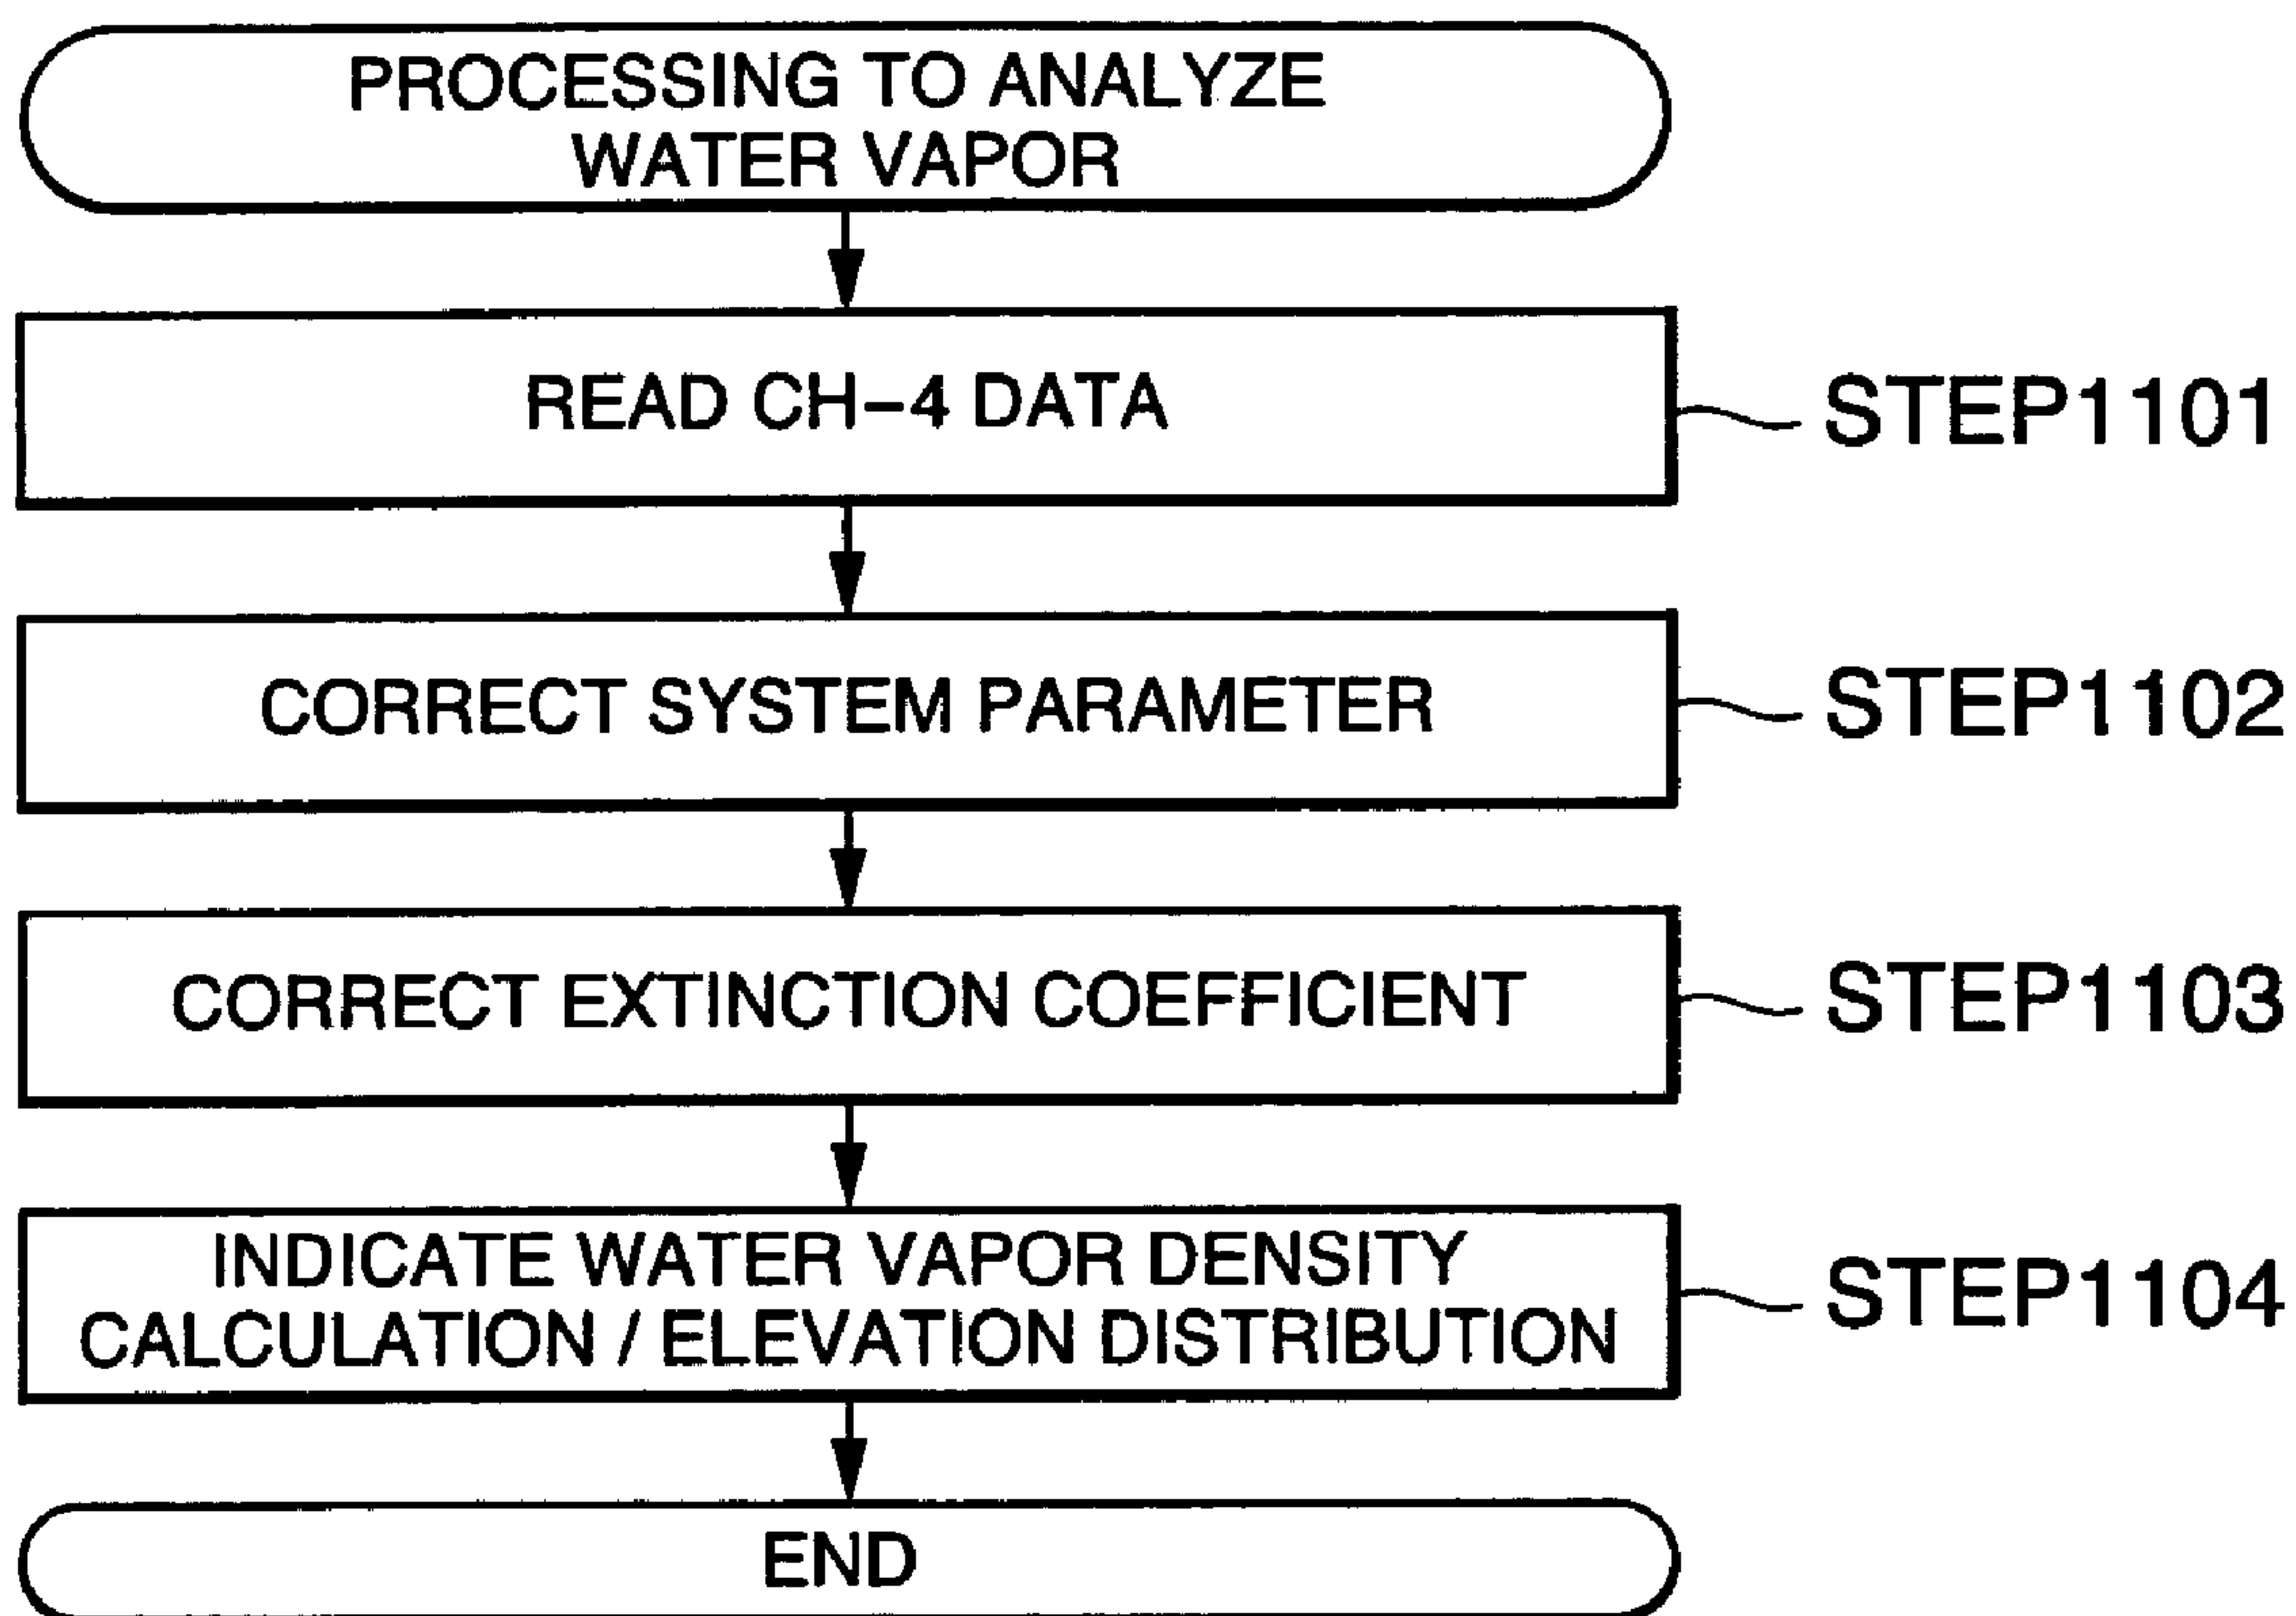 PROCESSING TO ANALYZE
WATER VAPOR
READ CH-4 DATA
STEP1101
CORRECT SYSTEM PARAMETER
STEP1102
CORRECT EXTINCTION COEFFICIENT
STEP1103
INDICATE WATER VAPOR DENSITY
CALCULATION / ELEVATION DISTRIBUTION
STEP1104
END